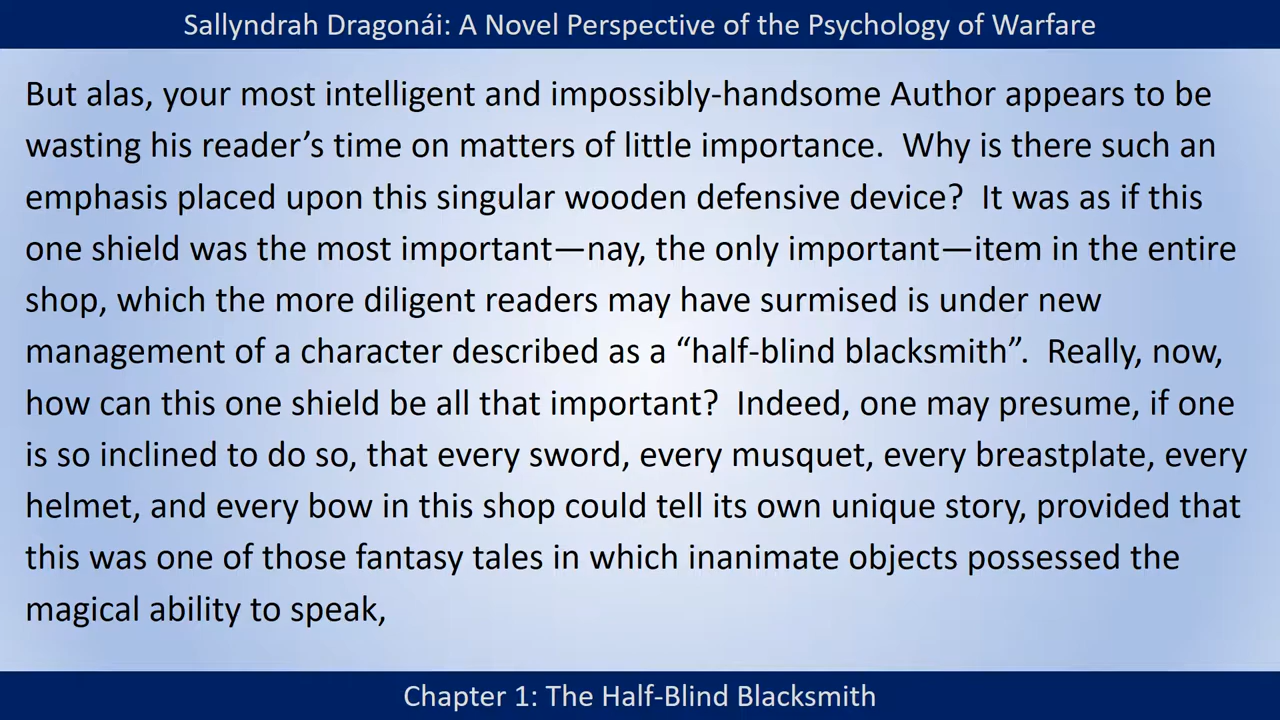 Sallyndrah Dragonái: A Novel Perspective of the Psychology of Warfare
But alas, your most intelligent and impossibly-handsome Author appears to be
wasting his reader’s time on matters of little importance.  Why is there such an
emphasis placed upon this singular wooden defensive device?  It was as if this
one shield was the most important—nay, the only important—item in the entire
shop, which the more diligent readers may have surmised is under new
management of a character described as a “half-blind blacksmith”.  Really, now,
how can this one shield be all that important?  Indeed, one may presume, if one
is so inclined to do so, that every sword, every musquet, every breastplate, every
helmet, and every bow in this shop could tell its own unique story, provided that
this was one of those fantasy tales in which inanimate objects possessed the
magical ability to speak,
Chapter 1: The Half-Blind Blacksmith